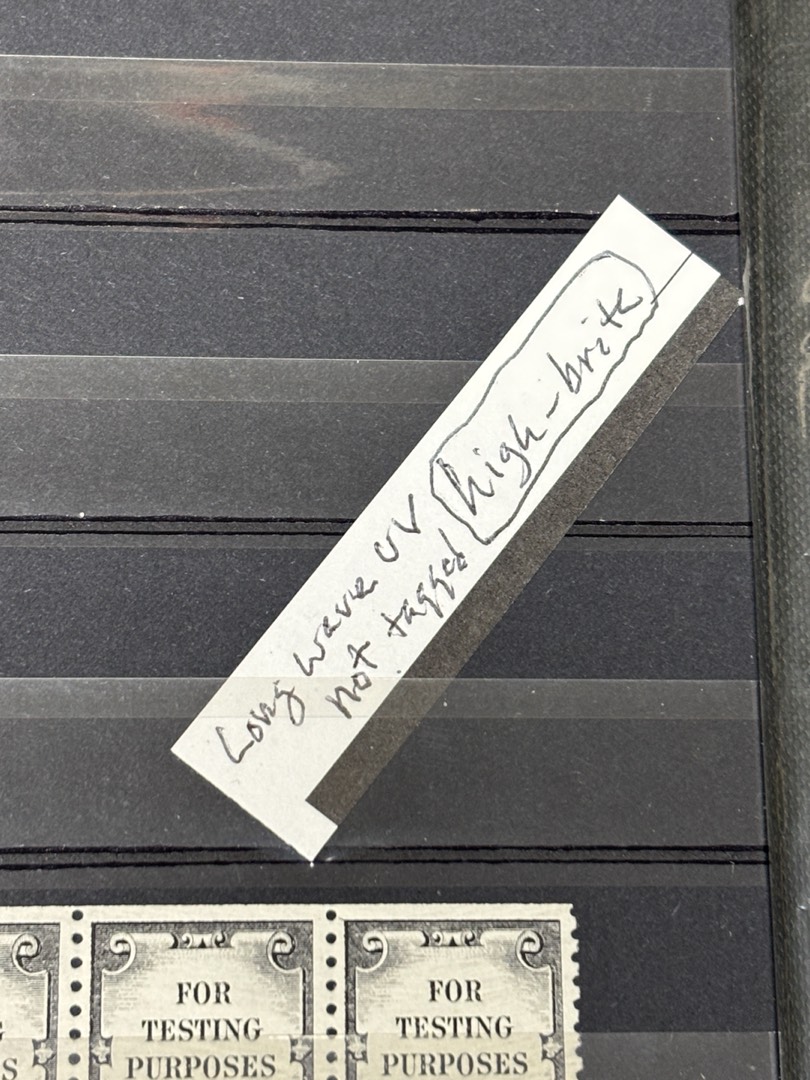 Long wave UV high-brite
not tagged
FOR
TESTING
PURPOSES
FOR
TESTING
PURPOSES
G
S